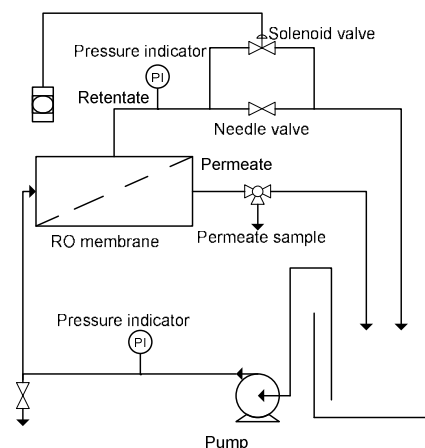 Solenoid valve
Pressure indicator
PI
Retentate
Needle valve
Permeate
RO membrane
Permeate sample
Pressure indicator
PI
Pump